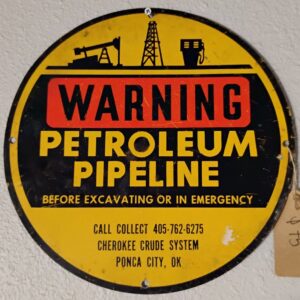 WARNING
PETROLEUM
PIPELINE
BEFORE EXCAVATING OR IN EMERGENCY
CALL COLLECT 405-762-6275
CHEROKEE CRUDE SYSTEM
PONCA CITY, OK